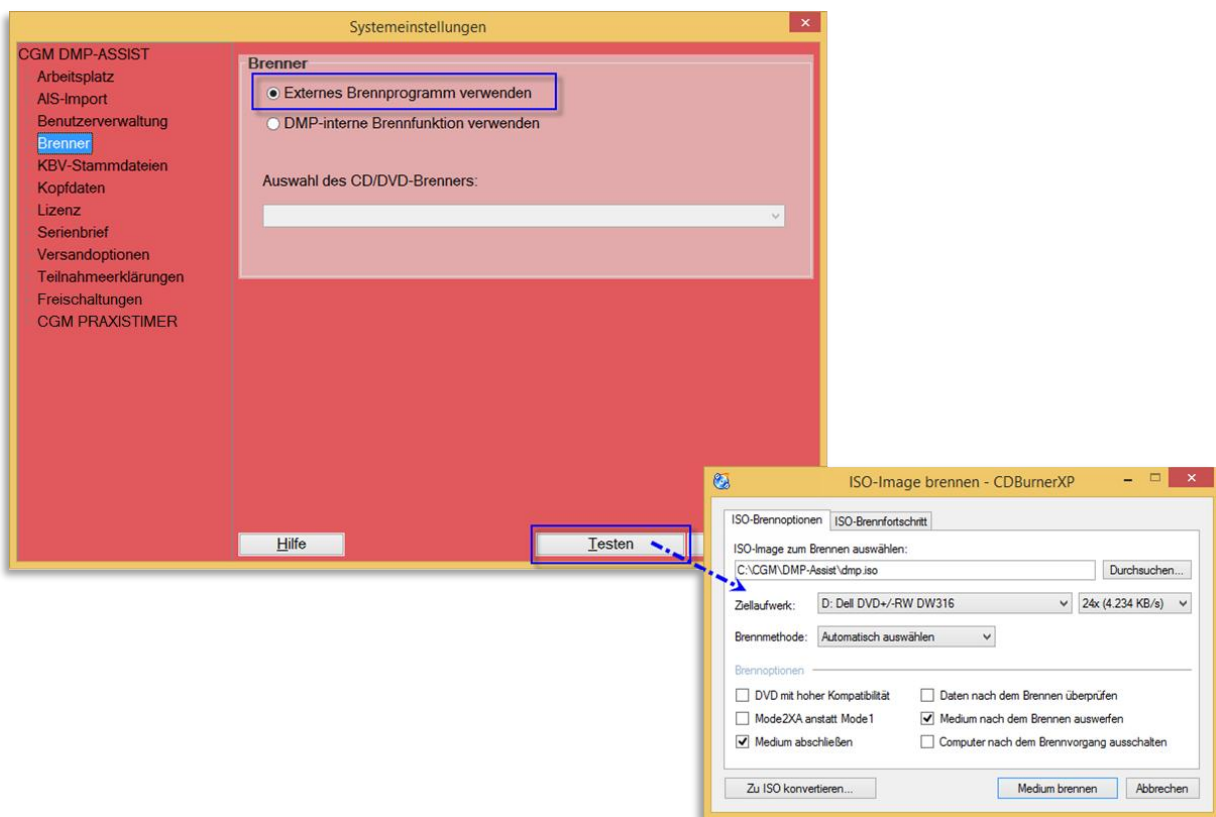 Systemeinstellungen
CGM DMP-ASSIST
Arbeitsplatz
AIS-Import
Benutzerverwaltung
Brenner
KBV-Stammdateien
Kopfdaten
Lizenz
Serienbrief
Versandoptionen
Teilnahmeerklärungen
Freischaltungen
CGM PRAXISTIMER
Brenner
Externes Brennprogramm verwenden
DMP-interne Brennfunktion verwenden
Auswahl des CD/DVD-Brenners:
Hilfe
Testen
ISO-Image brennen - CDBurnerXP
ISO-Brennoptionen ISO-Brennfortschritt
ISO-Image zum Brennen auswählen:
C:\CGM\DMP-Assist\dmp.iso Durchsuchen...
Ziellaufwerk: D: Dell DVD+/-RW DW316 24x (4.234 KB/s)
Brennmethode: Automatisch auswählen
Brennoptionen
DVD mit hoher Kompatibilität Daten nach dem Brennen überprüfen
Mode2XA anstatt Mode1 Medium nach dem Brennen auswerfen
Medium abschließen Computer nach dem Brennvorgang ausschalten
Zu ISO konvertieren... Medium brennen Abbrechen